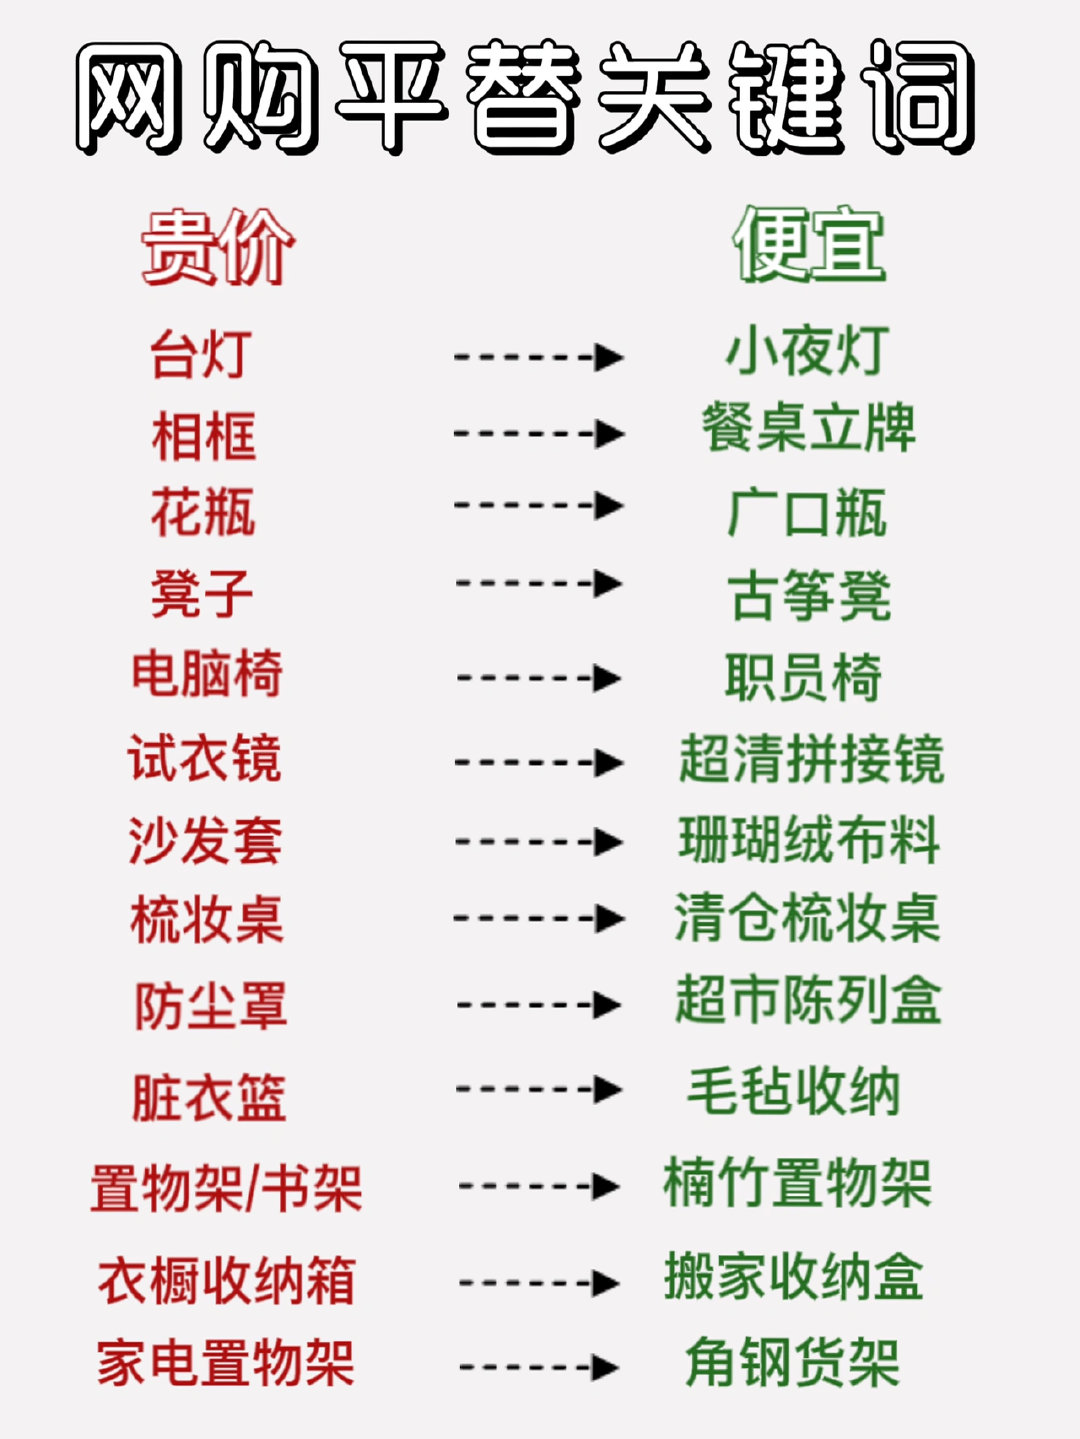 网购平替关键词
贵价 便宜
台灯 小夜灯
相框 餐桌立牌
花瓶 广口瓶
凳子 古筝凳
电脑椅 职员椅
试衣镜 超清拼接镜
沙发套 珊瑚绒布料
梳妆桌 清仓梳妆桌
防尘罩 超市陈列盒
脏衣篮 毛毡收纳
置物架/书架 楠竹置物架
衣橱收纳箱 搬家收纳盒
家电置物架 角钢货架